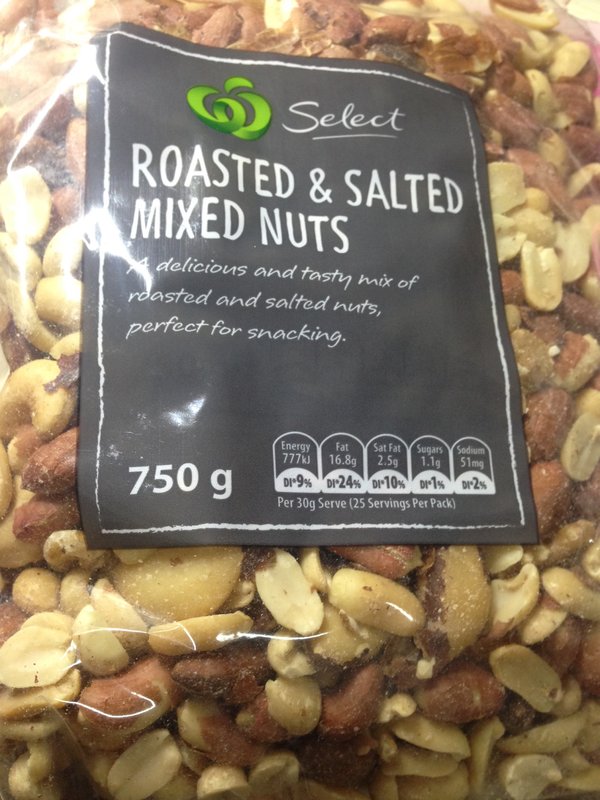 Select
ROASTED & SALTED
MIXED NUTS
A delicious and tasty mix of
roasted and salted nuts,
perfect for snacking.
750 g
Energy Fat Sat Fat Sugars Sodium
777kJ 16.8g 2.5g 1.1g 51mg
DI*9% DI*24% DI*10% DI*1% DI*2%
Per 30g Serve (25 Servings Per Pack)